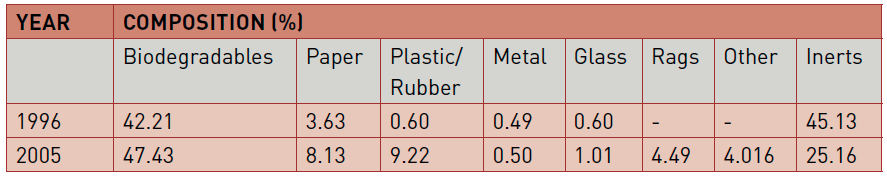 YEAR COMPOSITION (%)
Biodegradables Paper Plastic/ Metal Glass Rags Other Inerts
Rubber
1996 42.21 3.63 0.60 0.49 0.60 - - 45.13
2005 47.43 8.13 9.22 0.50 1.01 4.49 4.016 25.16